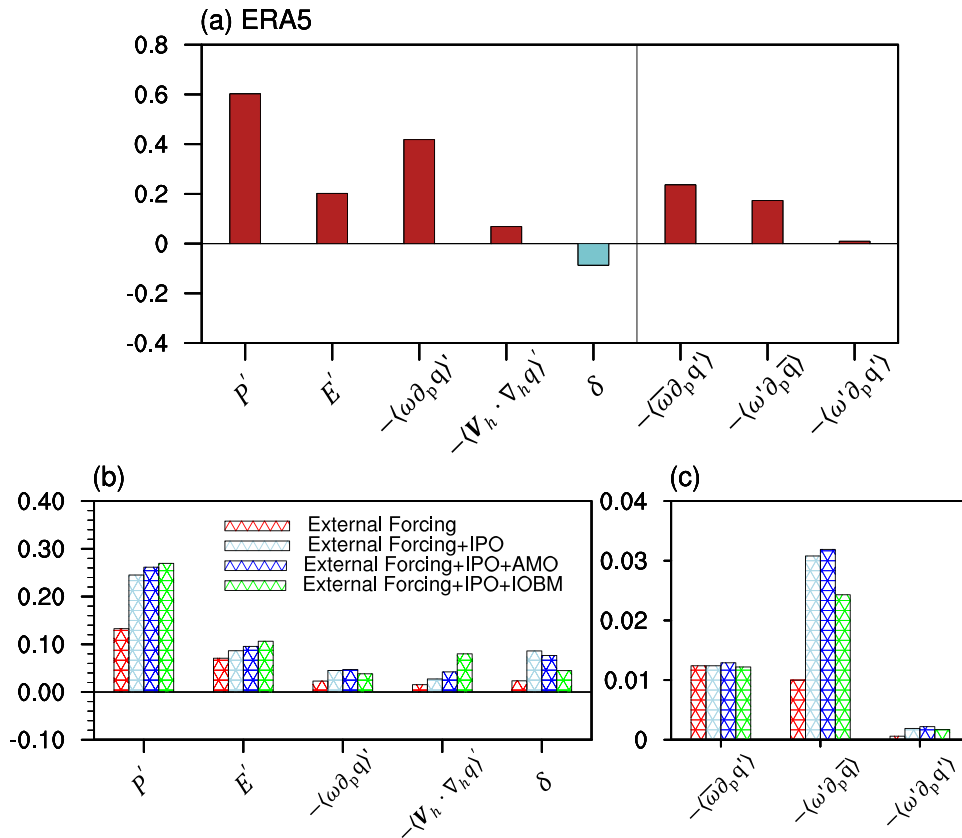 (a) ERA5
0.8
0.6
0.4
0.2
0
-0.2
-0.4
P′
E′
−⟨ω∂ₚq⟩′
−⟨Vₕ · ∇ₕq⟩′
δ
−⟨ω̅∂ₚq′⟩
−⟨ω′∂ₚq̅⟩
−⟨ω′∂ₚq′⟩
(b)
0.40
0.30
0.20
0.10
0.00
-0.10
External Forcing
External Forcing+IPO
External Forcing+IPO+AMO
External Forcing+IPO+IOBM
P′
E′
−⟨ω∂ₚq⟩′
−⟨Vₕ · ∇ₕq⟩′
δ
(c)
0.04
0.03
0.02
0.01
0
−⟨ω̅∂ₚq′⟩
−⟨ω′∂ₚq̅⟩
−⟨ω′∂ₚq′⟩